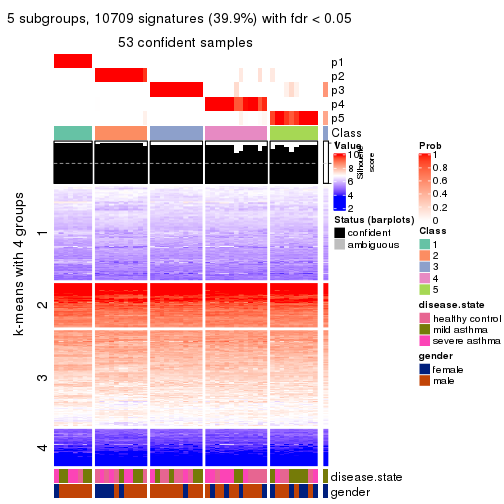 5 subgroups, 10709 signatures (39.9%) with fdr < 0.05
53 confident samples
p1
p2
p3
p4
p5
Class
k-means with 4 groups
1
2
3
4
disease.state
gender
Value
10
8
6
4
2
Silhouette
score
Status (barplots)
confident
ambiguous
Prob
1
0.8
0.6
0.4
0.2
0
Class
1
2
3
4
5
disease.state
healthy control
mild asthma
severe asthma
gender
female
male